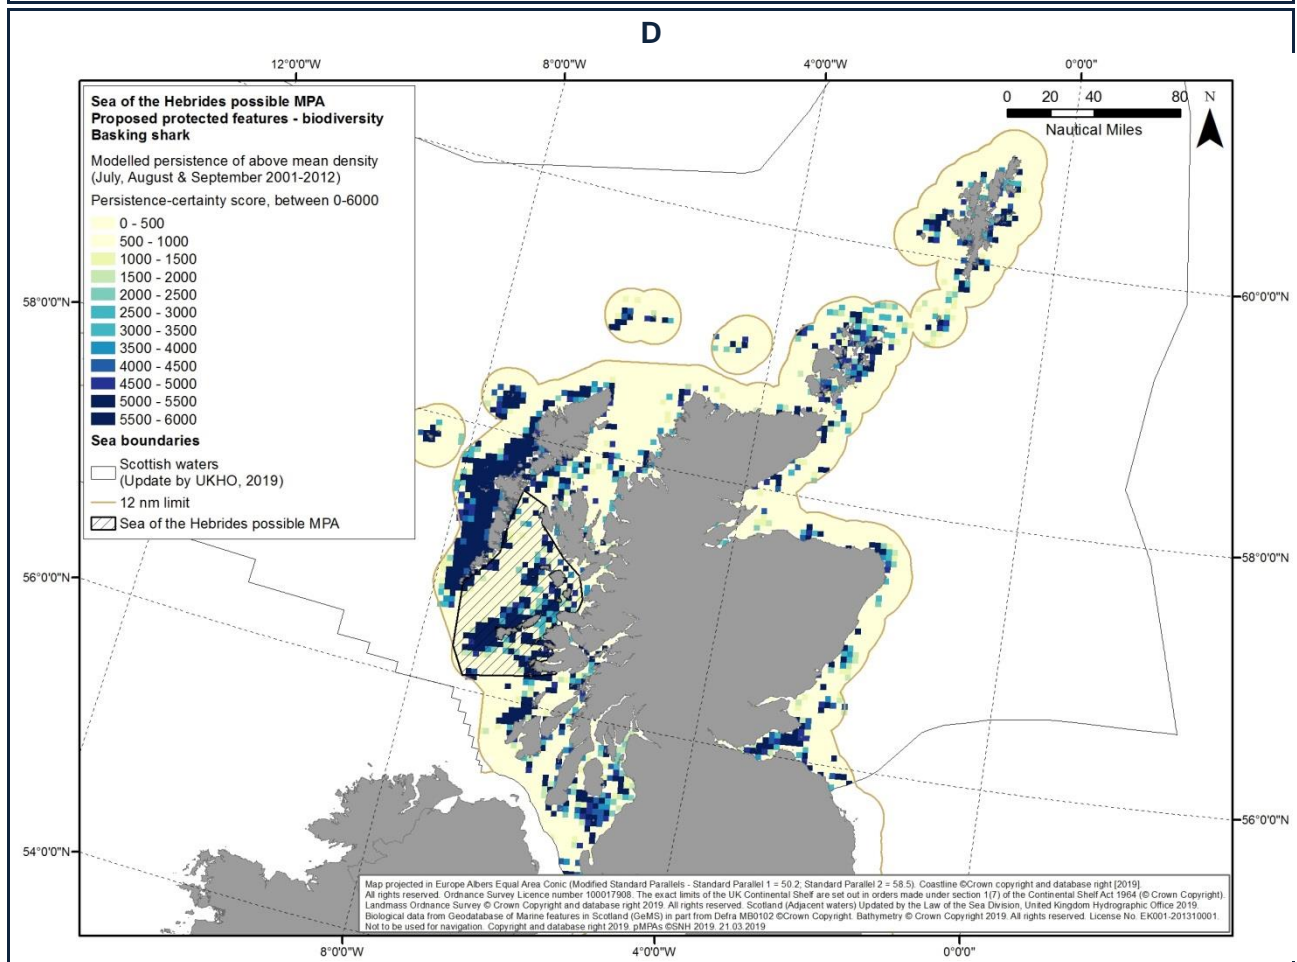 D
12°0'0"W
8°0'0"W
4°0'0"W
0°0'0"
Sea of the Hebrides possible MPA
Proposed protected features - biodiversity
Basking shark
Modelled persistence of above mean density
(July, August & September 2001-2012)
Persistence-certainty score, between 0-6000
0 - 500
500 - 1000
1000 - 1500
1500 - 2000
2000 - 2500
2500 - 3000
3000 - 3500
3500 - 4000
4000 - 4500
4500 - 5000
5000 - 5500
5500 - 6000
Sea boundaries
Scottish waters
(Update by UKHO, 2019)
12 nm limit
Sea of the Hebrides possible MPA
0 20 40 80
Nautical Miles
N
58°0'0"N
56°0'0"N
54°0'0"N
60°0'0"N
58°0'0"N
56°0'0"N
Map projected in Europe Albers Equal Area Conic (Modified Standard Parallels - Standard Parallel 1 = 50.2; Standard Parallel 2 = 58.5). Coastline ©Crown copyright and database right [2019].
All rights reserved. Ordnance Survey Licence number 100017908. The exact limits of the UK Continental Shelf are set out in orders made under section 1(7) of the Continental Shelf Act 1964 (© Crown Copyright).
Landmass Ordnance Survey © Crown Copyright and database right 2019. All rights reserved. Scotland (Adjacent waters) Updated by the Law of the Sea Division, United Kingdom Hydrographic Office 2019.
Biological data from Geodatabase of Marine features in Scotland (GeMS) in part from Defra MB0102 ©Crown Copyright. Bathymetry © Crown Copyright 2019. All rights reserved. License No. EK001-201310001.
Not to be used for navigation. Copyright and database right 2019. pMPAs ©SNH 2019. 21.03.2019
8°0'0"W
4°0'0"W
0°0'0"